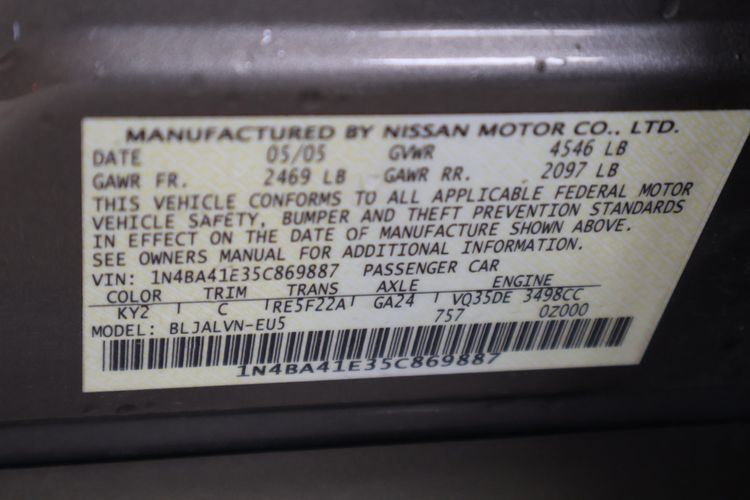 MANUFACTURED BY NISSAN MOTOR CO., LTD.
DATE 05/05 GVWR 4546 LB
GAWR FR. 2469 LB GAWR RR. 2097 LB
THIS VEHICLE CONFORMS TO ALL APPLICABLE FEDERAL MOTOR
VEHICLE SAFETY, BUMPER AND THEFT PREVENTION STANDARDS
IN EFFECT ON THE DATE OF MANUFACTURE SHOWN ABOVE.
SEE OWNERS MANUAL FOR ADDITIONAL INFORMATION.
VIN: 1N4BA41E35C869887 PASSENGER CAR
COLOR TRIM TRANS AXLE ENGINE
KY2 C RE5F22A GA24 VQ35DE 3498CC
MODEL: BLJALVN-EU5 757 0Z000
1N4BA41E35C869887